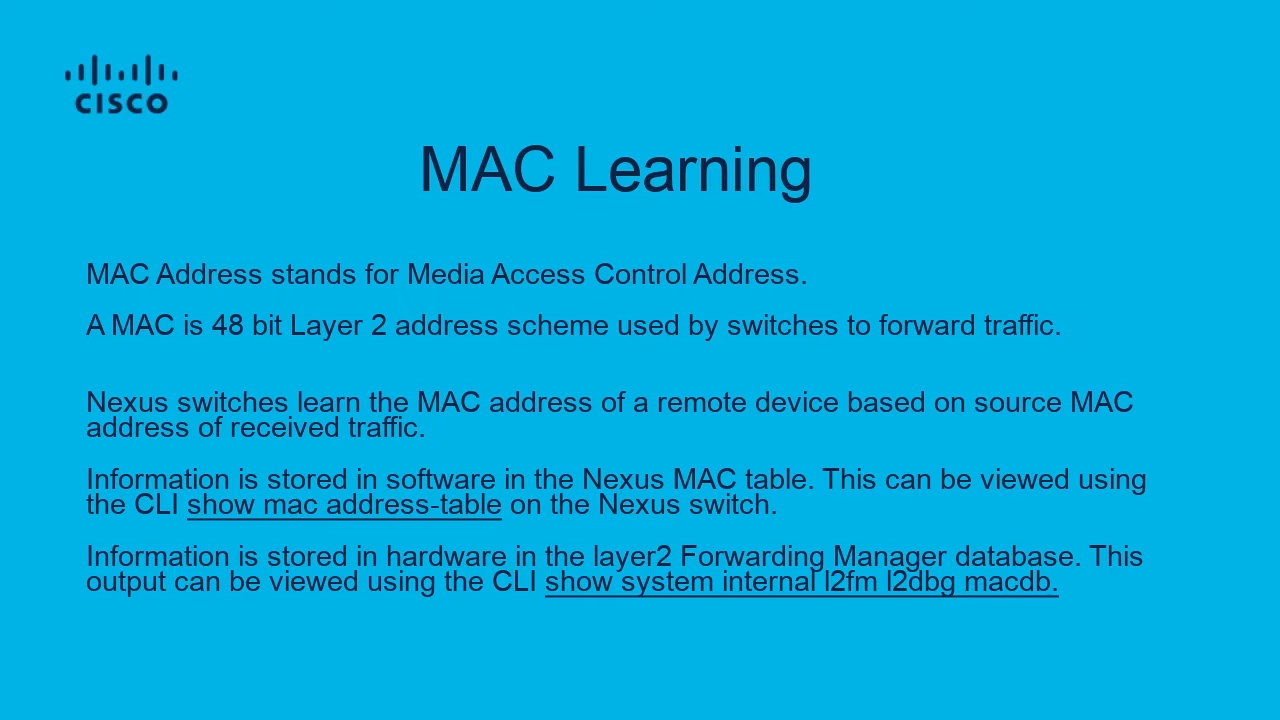 CISCO
MAC Learning
MAC Address stands for Media Access Control Address.
A MAC is 48 bit Layer 2 address scheme used by switches to forward traffic.
Nexus switches learn the MAC address of a remote device based on source MAC
address of received traffic.
Information is stored in software in the Nexus MAC table. This can be viewed using
the CLI show mac address-table on the Nexus switch.
Information is stored in hardware in the layer2 Forwarding Manager database. This
output can be viewed using the CLI show system internal l2fm l2dbg macdb.